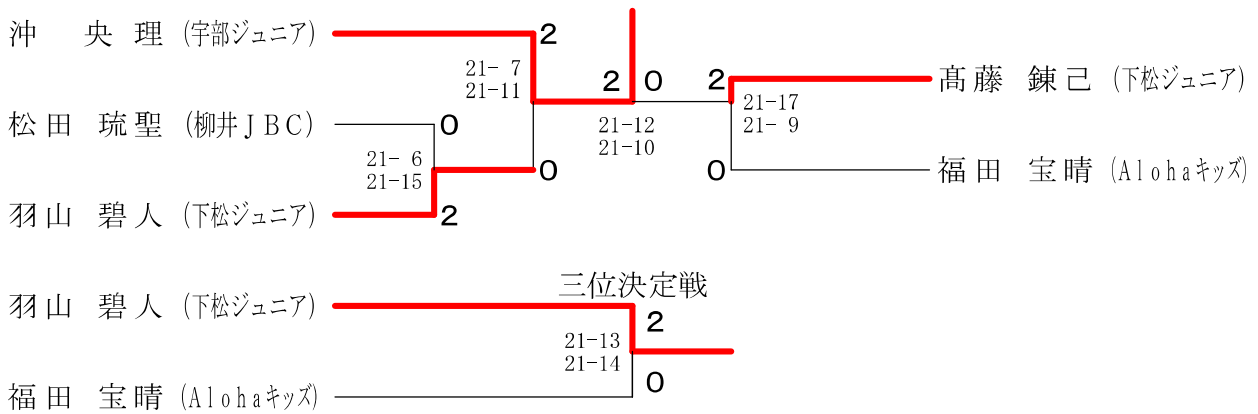 沖 央理 (宇部ジュニア)
2
21- 7
21-11
2 0
21-12
21-10
2
髙藤 錬己 (下松ジュニア)
21-17
21- 9
松田 琉聖 (柳井JBC)
0
21- 6
21-15
0
0
福田 宝晴 (Alohaキッズ)
羽山 碧人 (下松ジュニア)
2
三位決定戦
羽山 碧人 (下松ジュニア)
2
21-13
21-14
0
福田 宝晴 (Alohaキッズ)